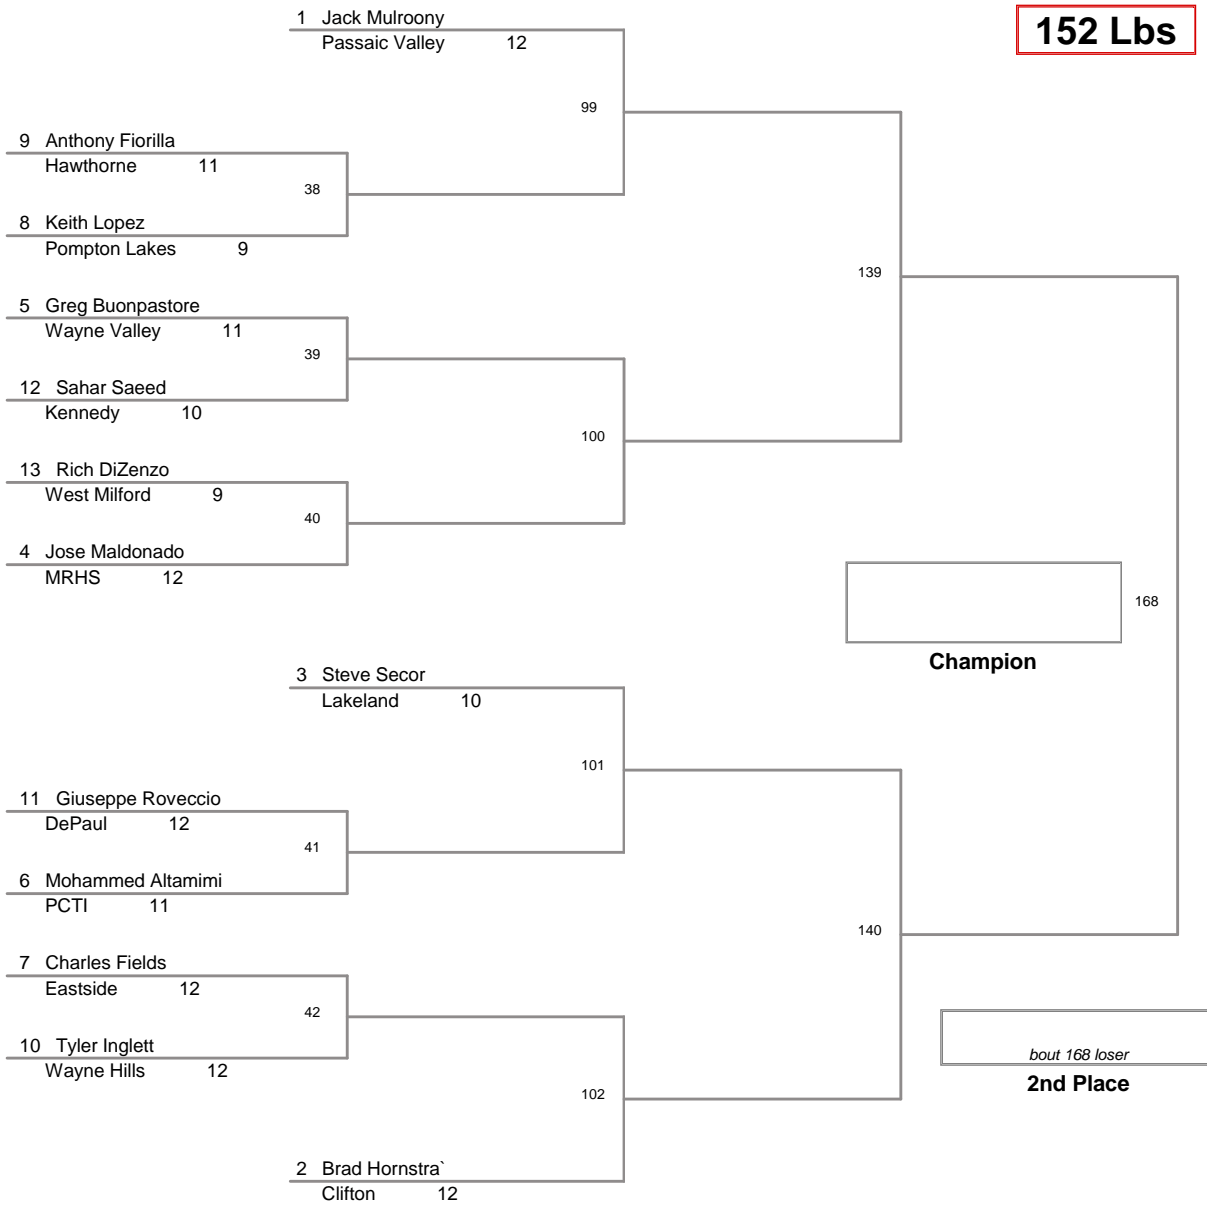 1 Jack Mulroony
152 Lbs
Passaic Valley 12
99
9 Anthony Fiorilla
Hawthorne 11
38
8 Keith Lopez
Pompton Lakes 9
139
5 Greg Buonpastore
Wayne Valley 11
39
12 Sahar Saeed
Kennedy 10
100
13 Rich DiZenzo
West Milford 9
40
4 Jose Maldonado
MRHS 12
168
Champion
3 Steve Secor
Lakeland 10
101
11 Giuseppe Roveccio
DePaul 12
41
6 Mohammed Altamimi
PCTI 11
140
7 Charles Fields
Eastside 12
42
10 Tyler Inglett
Wayne Hills 12
bout 168 loser
2nd Place
102
2 Brad Hornstra`
Clifton 12